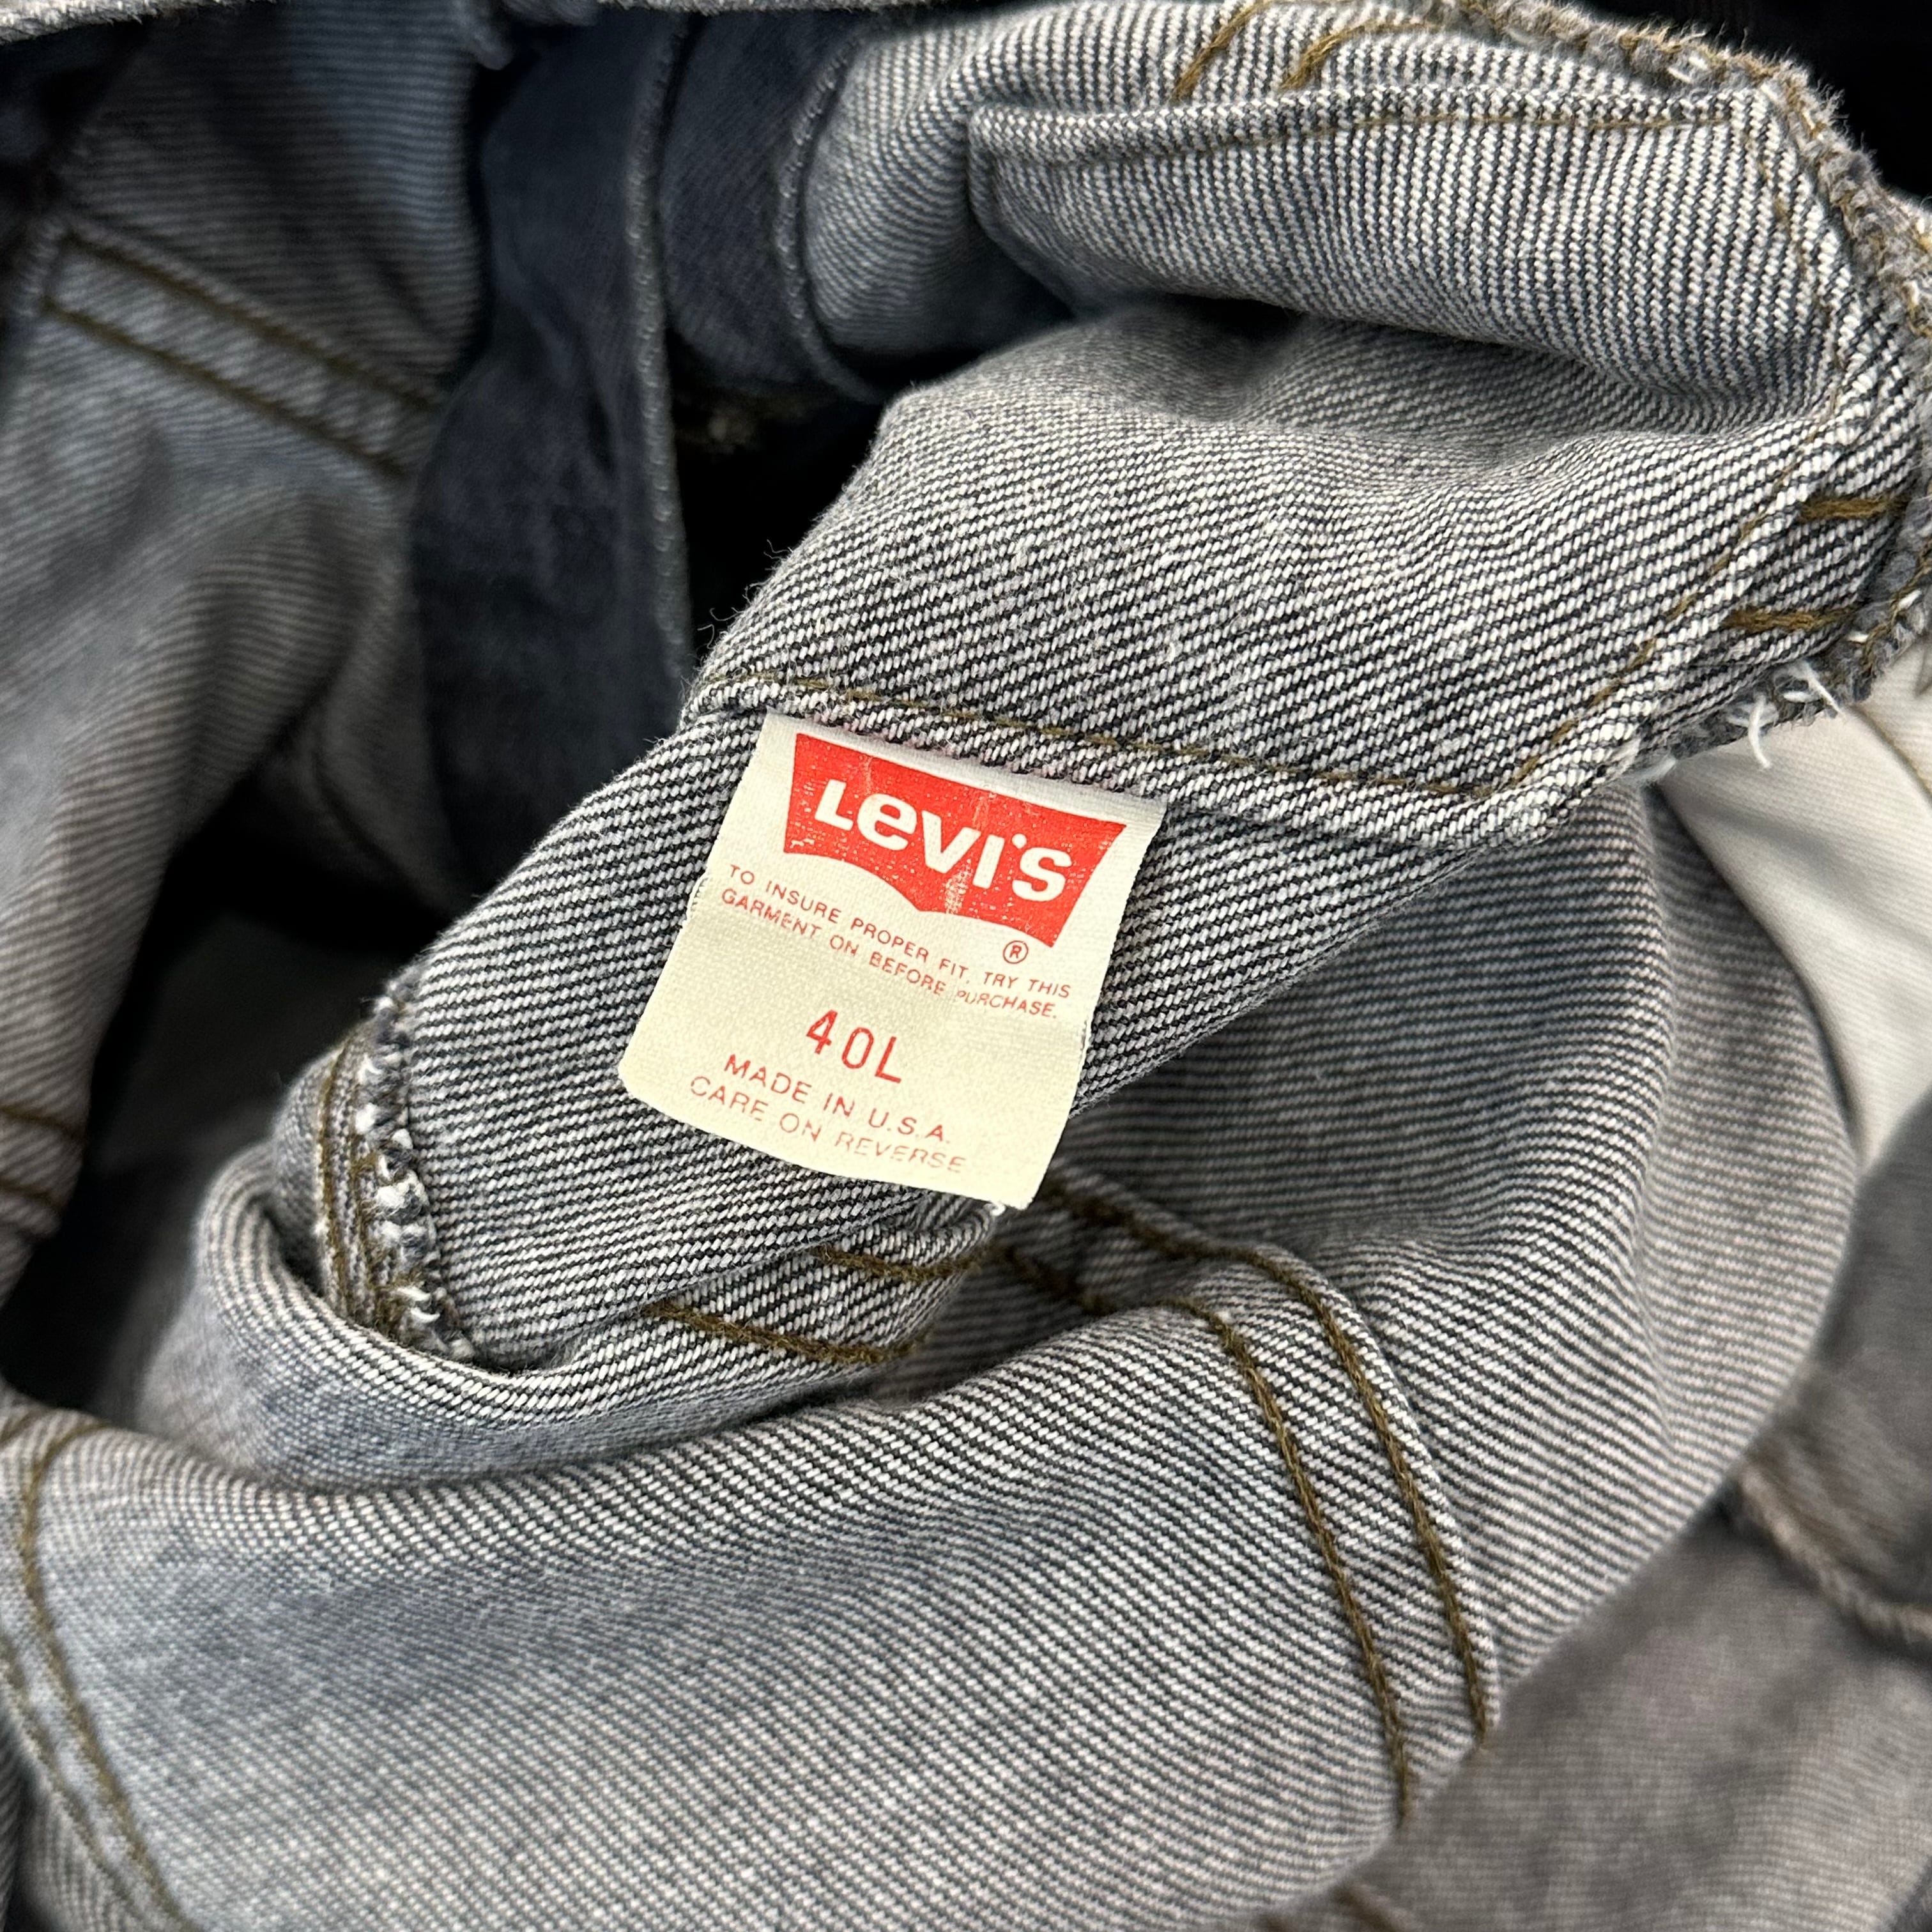 Levi's
®
TO INSURE PROPER FIT, TRY THIS
GARMENT ON BEFORE PURCHASE.
40L
MADE IN U.S.A.
CARE ON REVERSE